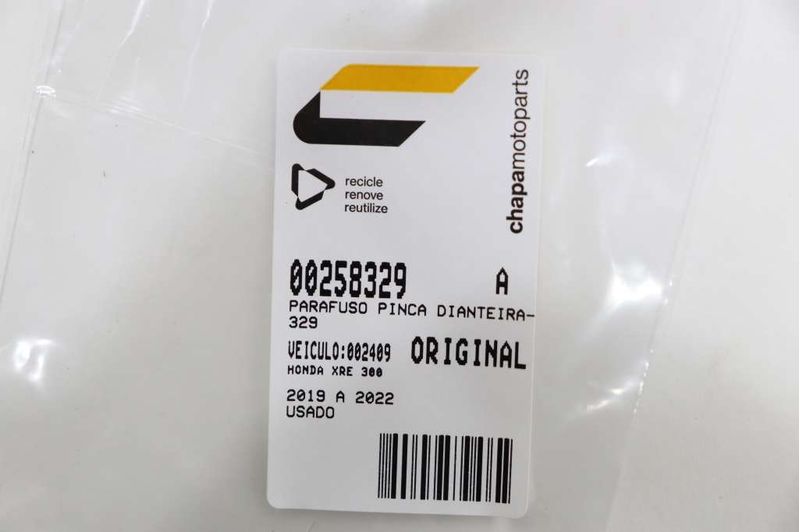 chapamotoparts
recicle
renove
reutilize
00258329 A
PARAFUSO PINCA DIANTEIRA-
329
VEICULO:002409 ORIGINAL
HONDA XRE 300
2019 A 2022
USADO